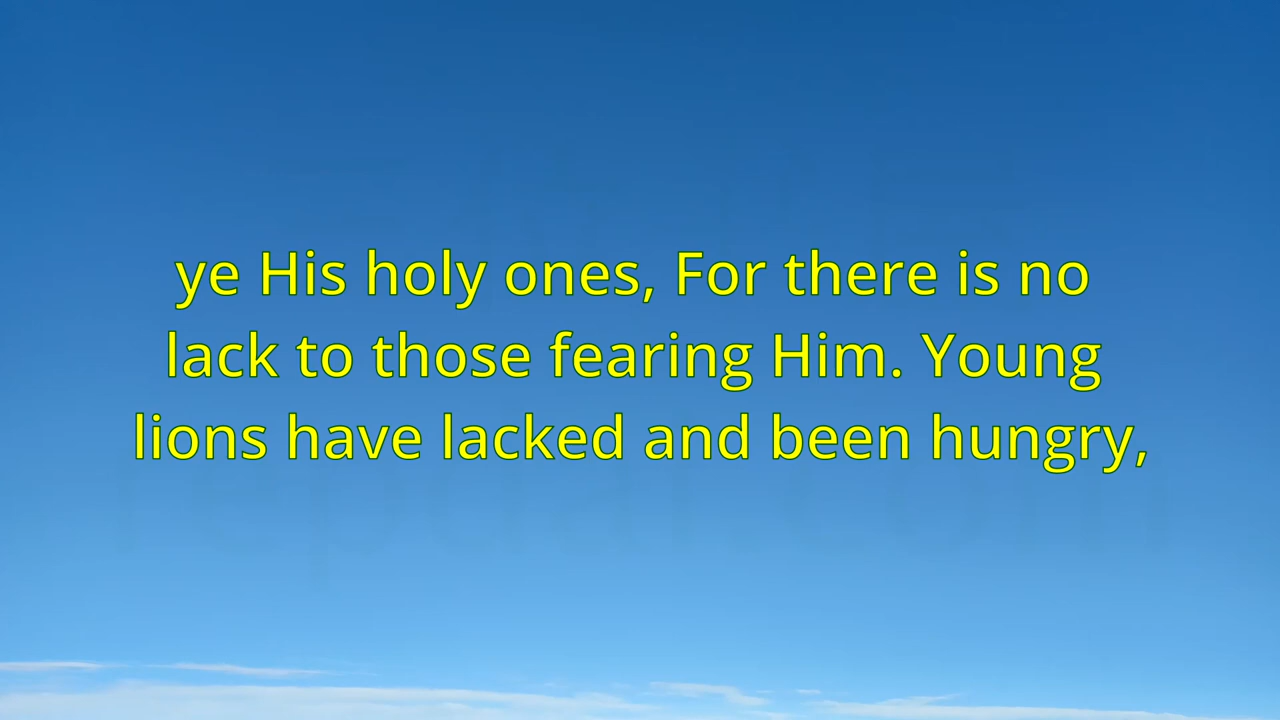 ye His holy ones, For there is no
lack to those fearing Him. Young
lions have lacked and been hungry,